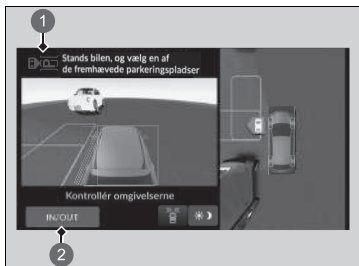 1
Stands bilen, og vælg en af
de fremhævede parkeringspladser
Kontrollér omgivelserne
IN/OUT
2